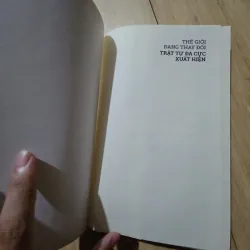 THẾ GIỚI
ĐANG THAY ĐỔI
TRẬT TỰ ĐA CỰC
XUẤT HIỆN